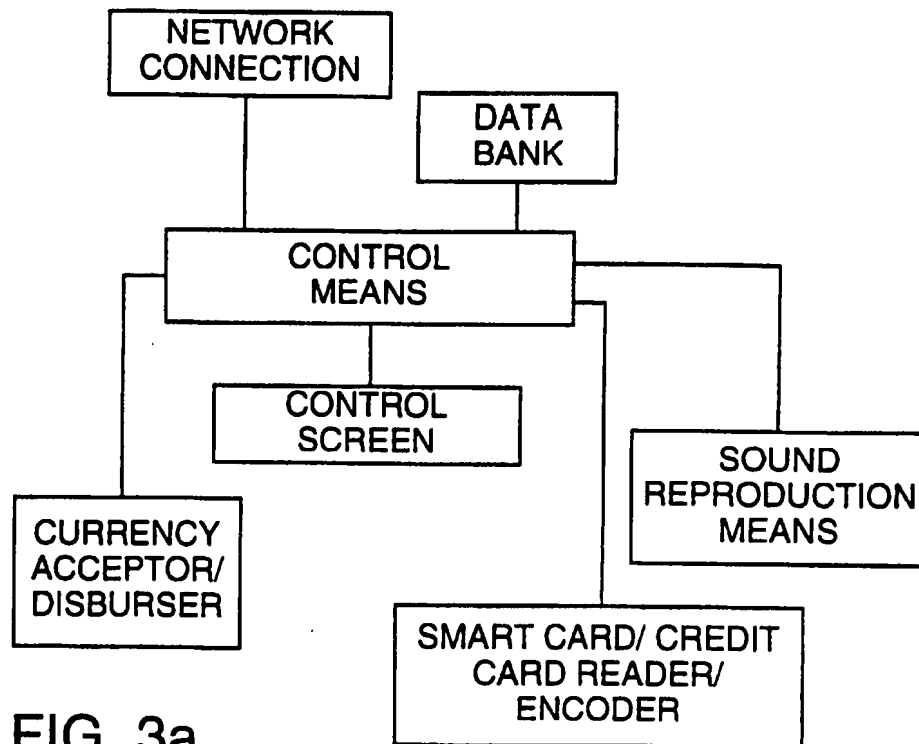 NETWORK
CONNECTION
DATA
BANK
CONTROL
MEANS
CONTROL
SCREEN
SOUND
REPRODUCTION
MEANS
CURRENCY
ACCEPTOR/
DISBURSER
SMART CARD/ CREDIT
CARD READER/
ENCODER
FIG. 3a